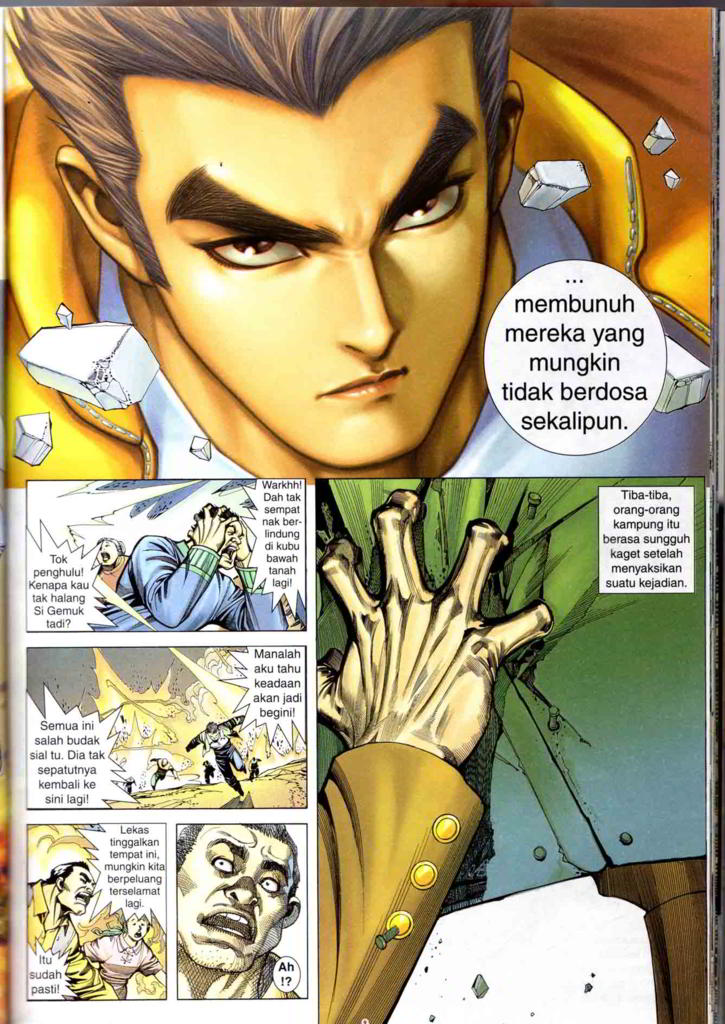 ...
membunuh
mereka yang
mungkin
tidak berdosa
sekalipun.
Tok
penghulu!
Kenapa kau
tak halang
Si Gemuk
tadi?
Warkhh!
Dah tak
sempat
nak ber-
lindung
di kubu
bawah
tanah
lagi!
Semua ini
salah budak
sial tu. Dia tak
sepatutnya
kembali ke
sini lagi!
Manalah
aku tahu
keadaan
akan jadi
begini!
Lekas
tinggalkan
tempat ini,
mungkin kita
berpeluang
terselamat
lagi.
Itu
sudah
pasti!
Ah
!?
Tiba-tiba,
orang-orang
kampung itu
berasa sungguh
kaget setelah
menyaksikan
suatu kejadian.